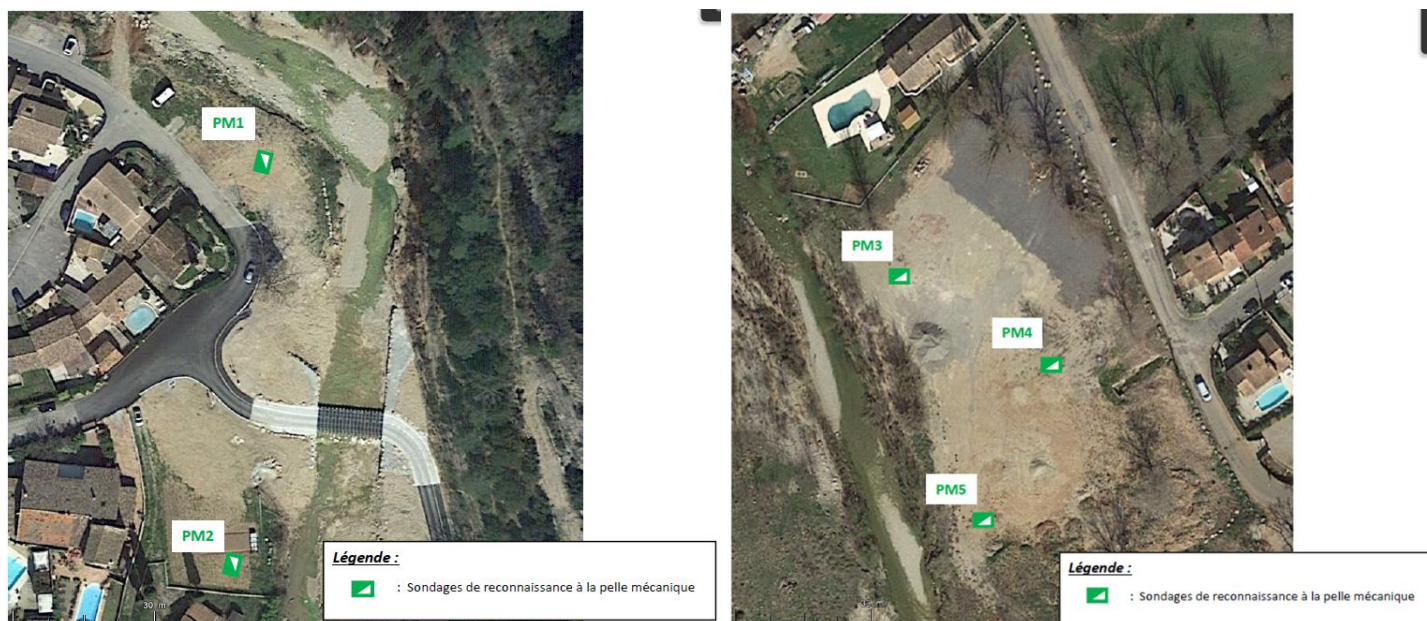 PM1
PM2
30 m
Légende :
: Sondages de reconnaissance à la pelle mécanique
PM3
PM4
PM5
Légende :
: Sondages de reconnaissance à la pelle mécanique